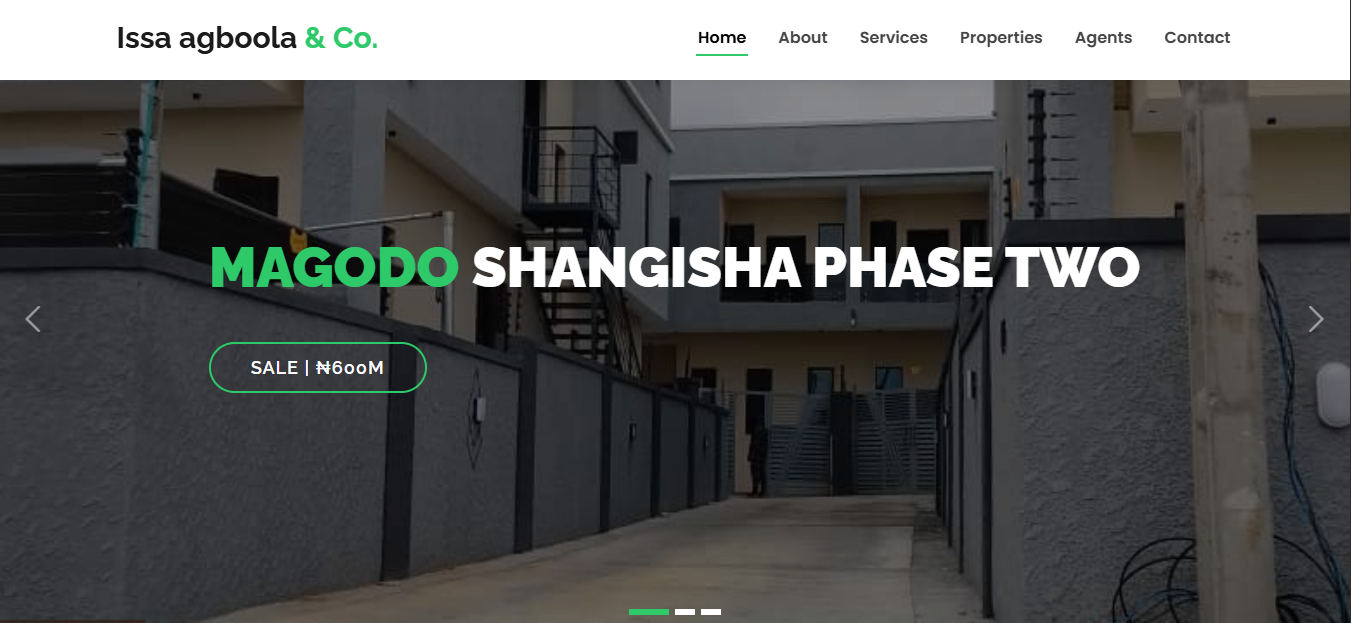 Issa agboola & Co.
Home About Services Properties Agents Contact
MAGODO SHANGISHA PHASE TWO
SALE | ₦600M